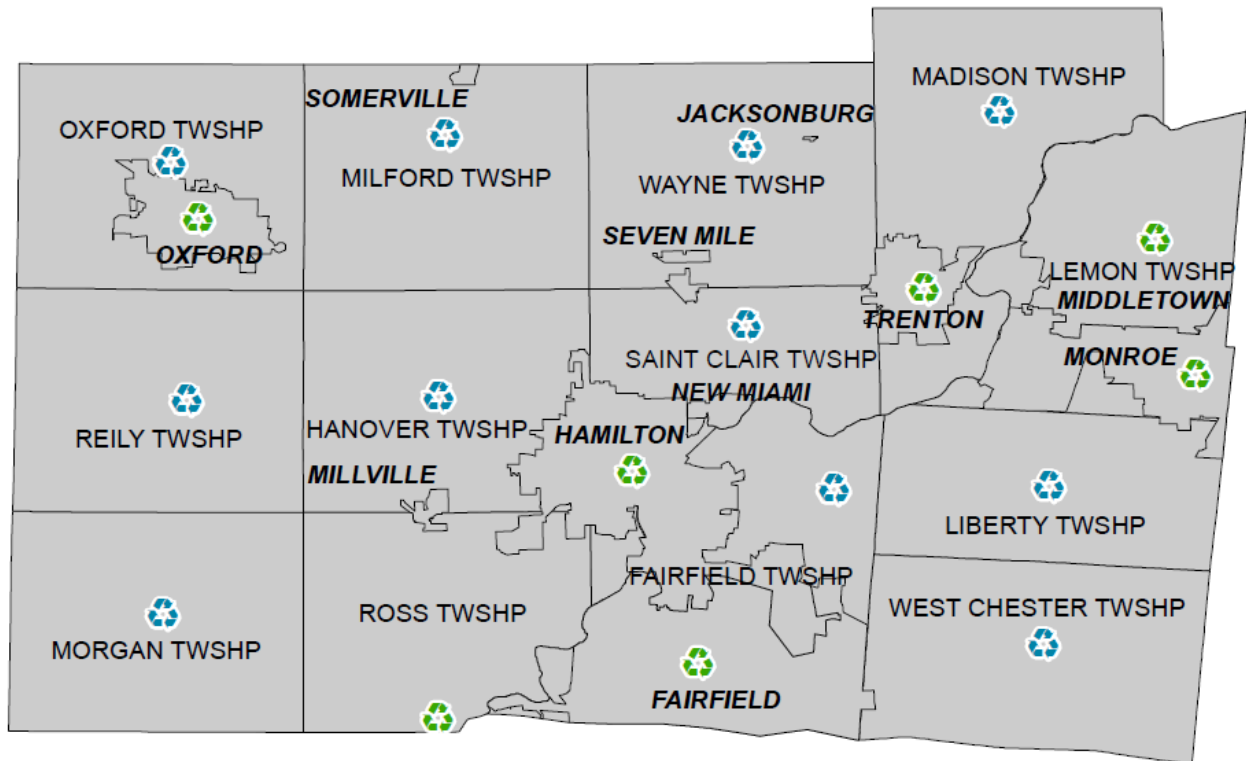 MADISON TWSHP
SOMERVILLE
JACKSONBURG
OXFORD TWSHP
MILFORD TWSHP
WAYNE TWSHP
SEVEN MILE
OXFORD
LEMON TWSHP
MIDDLETOWN
TRENTON
SAINT CLAIR TWSHP
MONROE
NEW MIAMI
REILY TWSHP
HANOVER TWSHP
HAMILTON
MILLVILLE
LIBERTY TWSHP
FAIRFIELD TWSHP
ROSS TWSHP
WEST CHESTER TWSHP
MORGAN TWSHP
FAIRFIELD